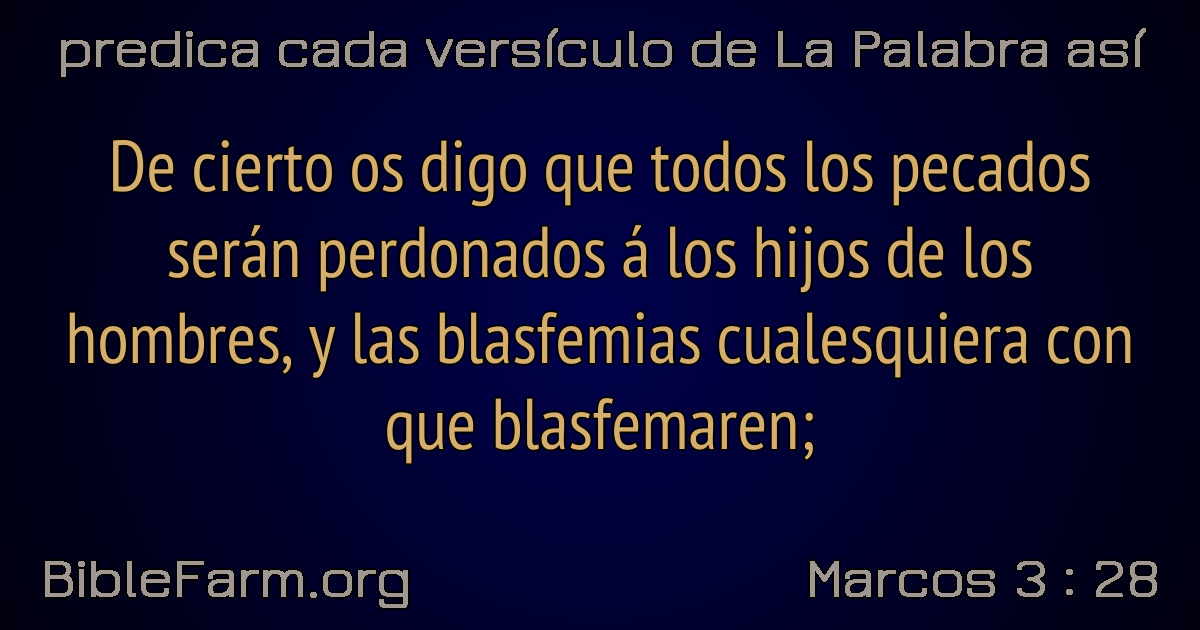 predica cada versículo de La Palabra así
De cierto os digo que todos los pecados
serán perdonados á los hijos de los
hombres, y las blasfemias cualesquiera con
que blasfemaren;
BibleFarm.org
Marcos 3 : 28